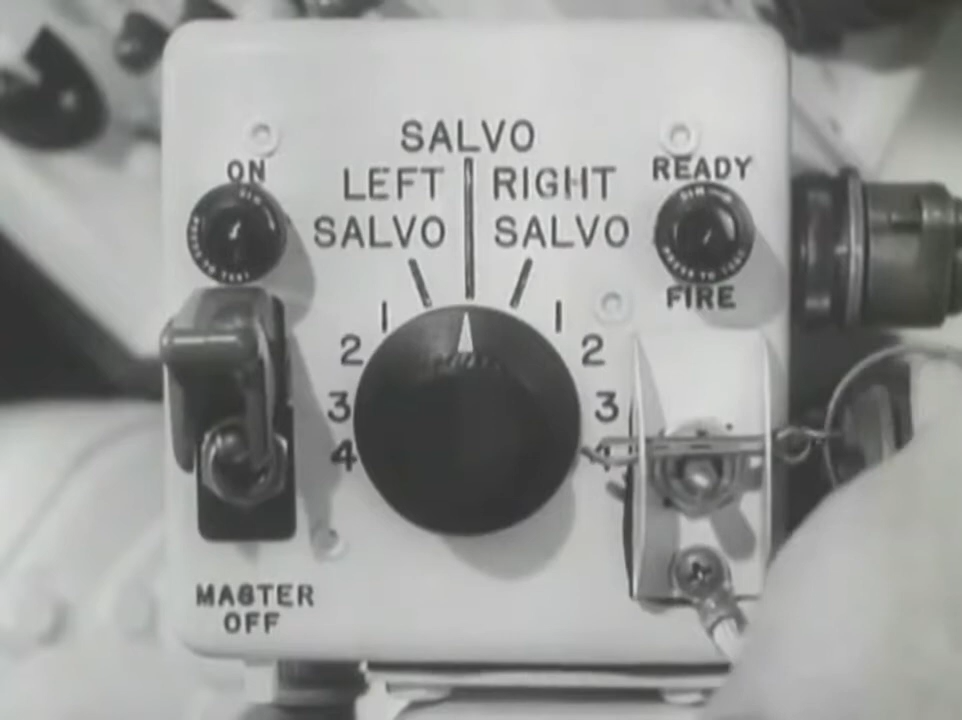 SALVO
ON
LEFT
SALVO
RIGHT
SALVO
READY
FIRE
1
2
3
4
1
2
3
MASTER
OFF